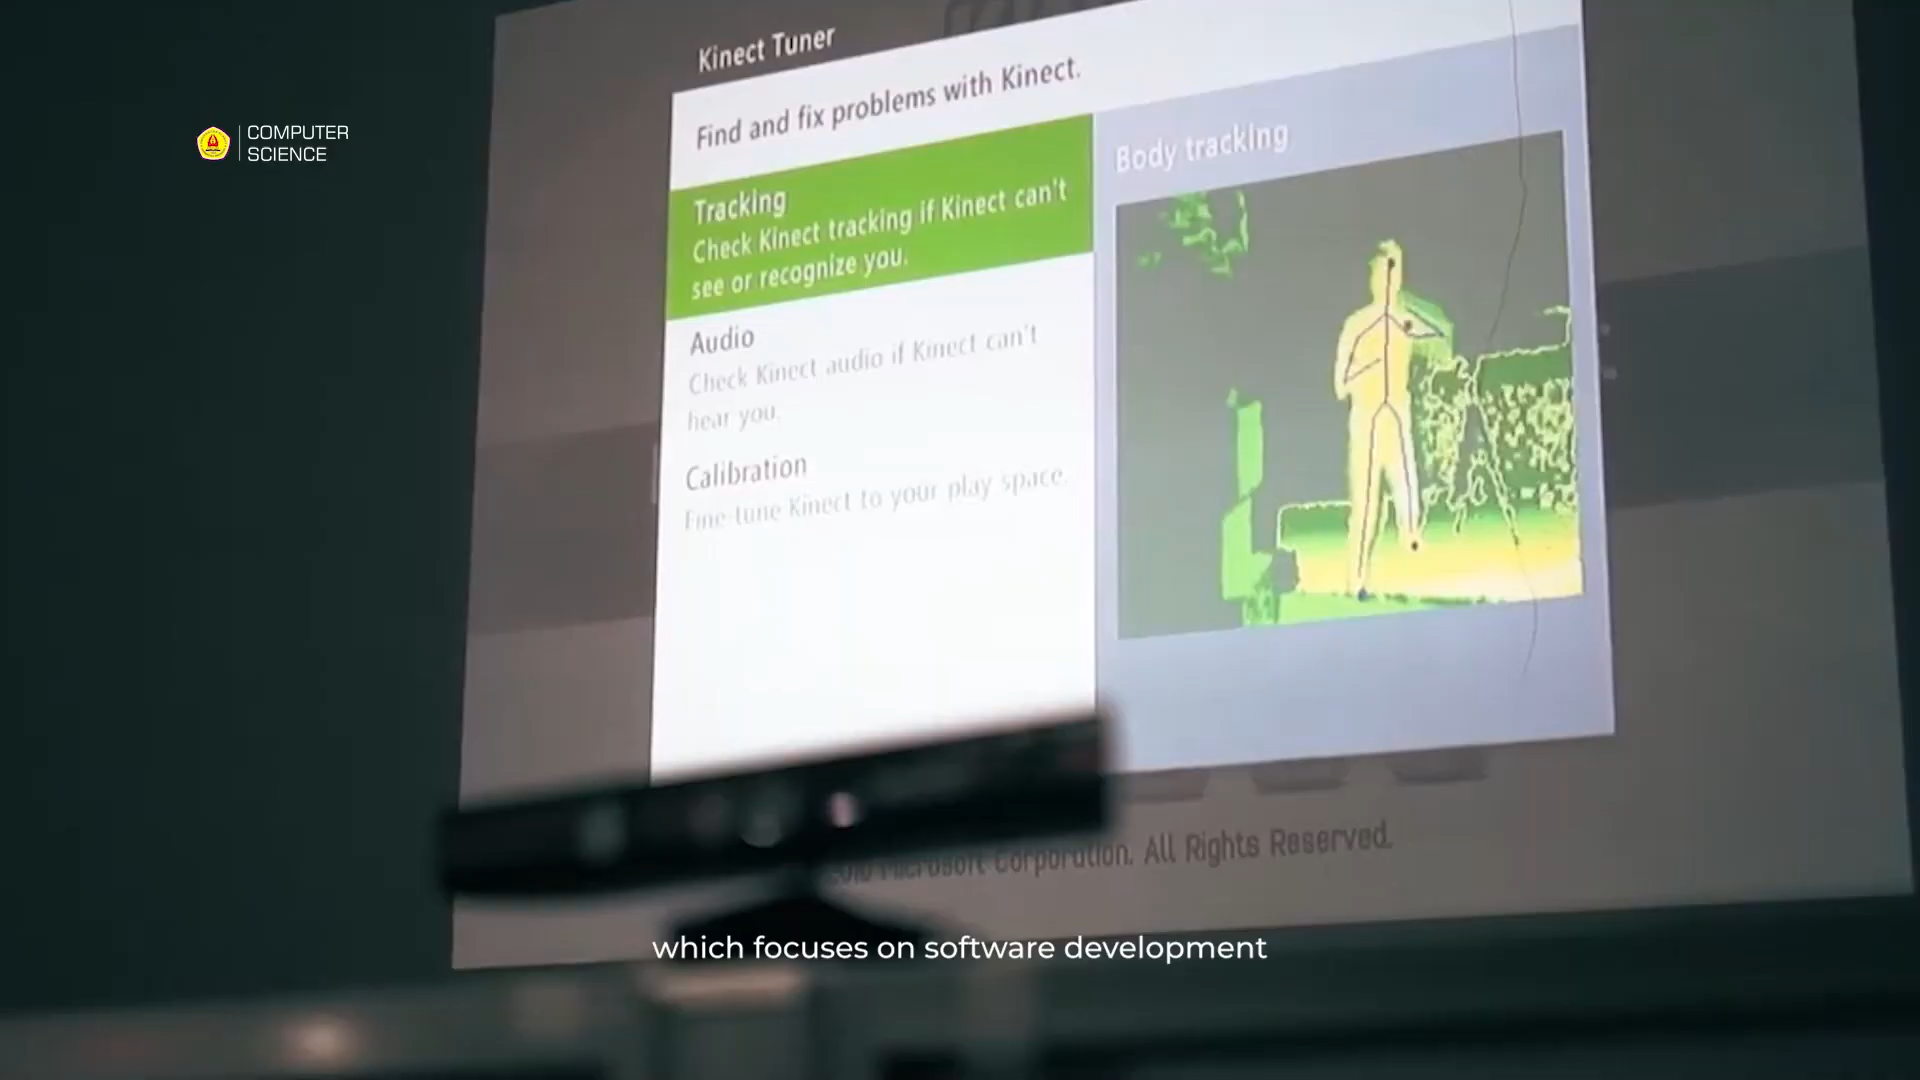 COMPUTER
SCIENCE
Kinect Tuner
Find and fix problems with Kinect.
Tracking
Check Kinect tracking if Kinect can't
see or recognize you.
Audio
Check Kinect audio if Kinect can't
hear you.
Calibration
Fine-tune Kinect to your play space.
Body tracking
Microsoft Corporation. All Rights Reserved.
which focuses on software development